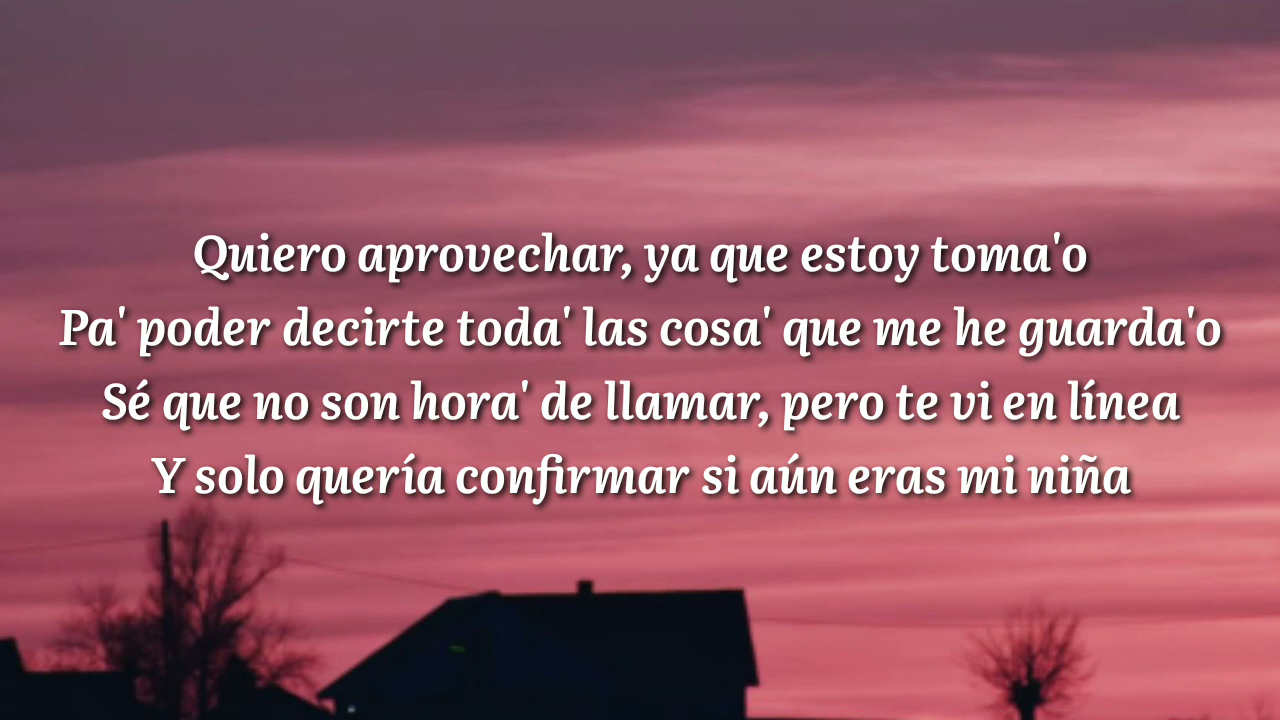 Quiero aprovechar, ya que estoy toma'o
Pa' poder decirte toda' las cosa' que me he guarda'o
Sé que no son hora' de llamar, pero te vi en línea
Y solo quería confirmar si aún eras mi niña